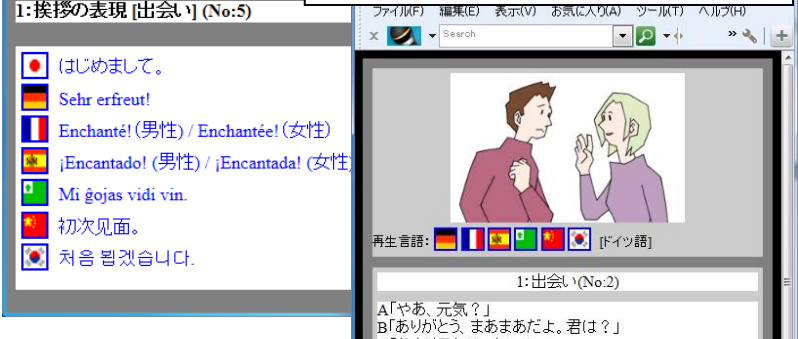 1:挨拶の表現 [出会い] (No:5)
はじめまして。
Sehr erfreut!
Enchanté! (男性) / Enchantée! (女性)
¡Encantado! (男性) / ¡Encantada! (女性
Mi ĝojas vidi vin.
初次见面。
처음 뵙겠습니다.
ファイル(F) 編集(E) 表示(V) お気に入り(A) ツール(T) ヘルプ(H)
x Search
再生言語: [ドイツ語]
1:出会い(No:2)
A「やあ、元気？」
B「ありがとう、まあまあだよ。君は？」